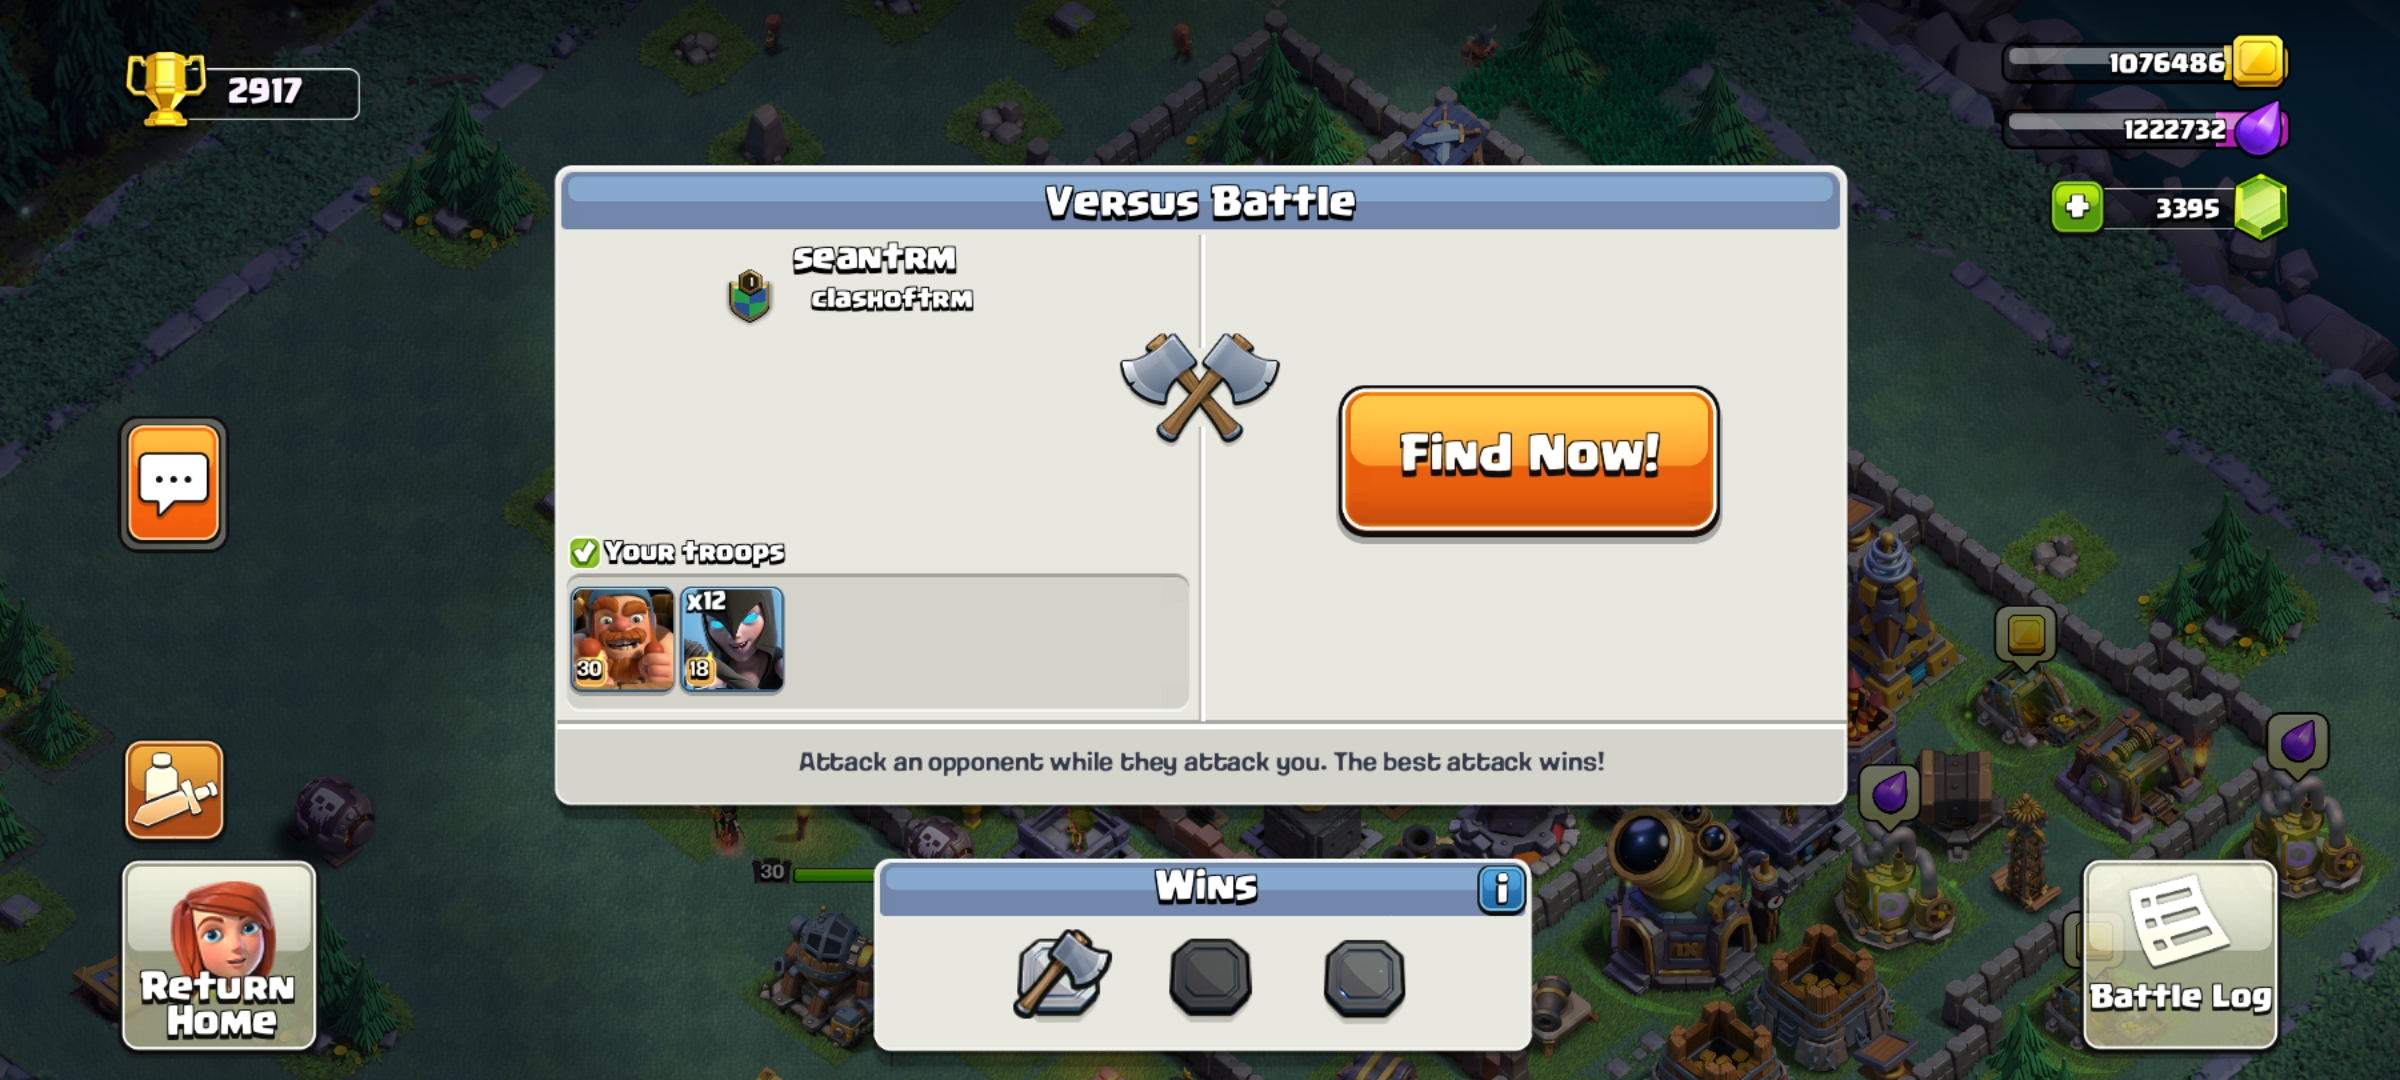 2917
1076486
1222732
3395
Versus Battle
seantrm
clashoftrm
1
Find Now!
Your troops
x12
30
18
Attack an opponent while they attack you. The best attack wins!
30
Wins
i
Return
Home
Battle Log